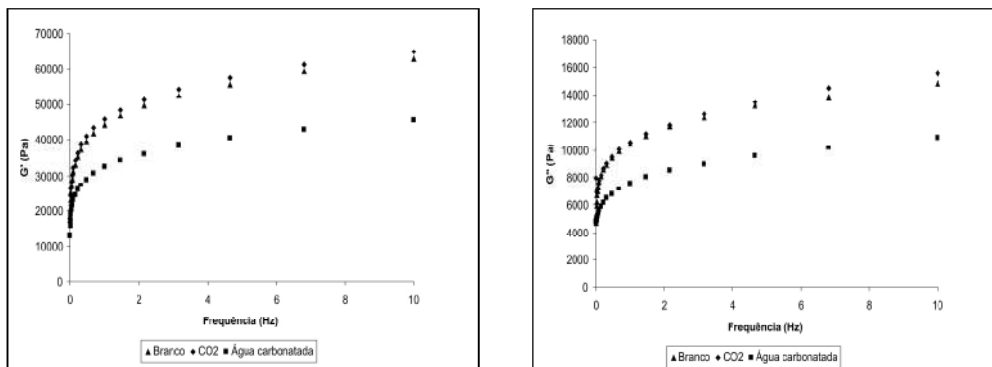 70000
60000
50000
40000
30000
20000
10000
0
G' (Pa)
0 2 4 6 8 10
Frequência (Hz)
▲ Branco ◆ CO2 ■ Água carbonatada
18000
16000
14000
12000
10000
8000
6000
4000
2000
0
G" (Pa)
0 2 4 6 8 10
Frequência (Hz)
▲ Branco ◆ CO2 ■ Água carbonatada